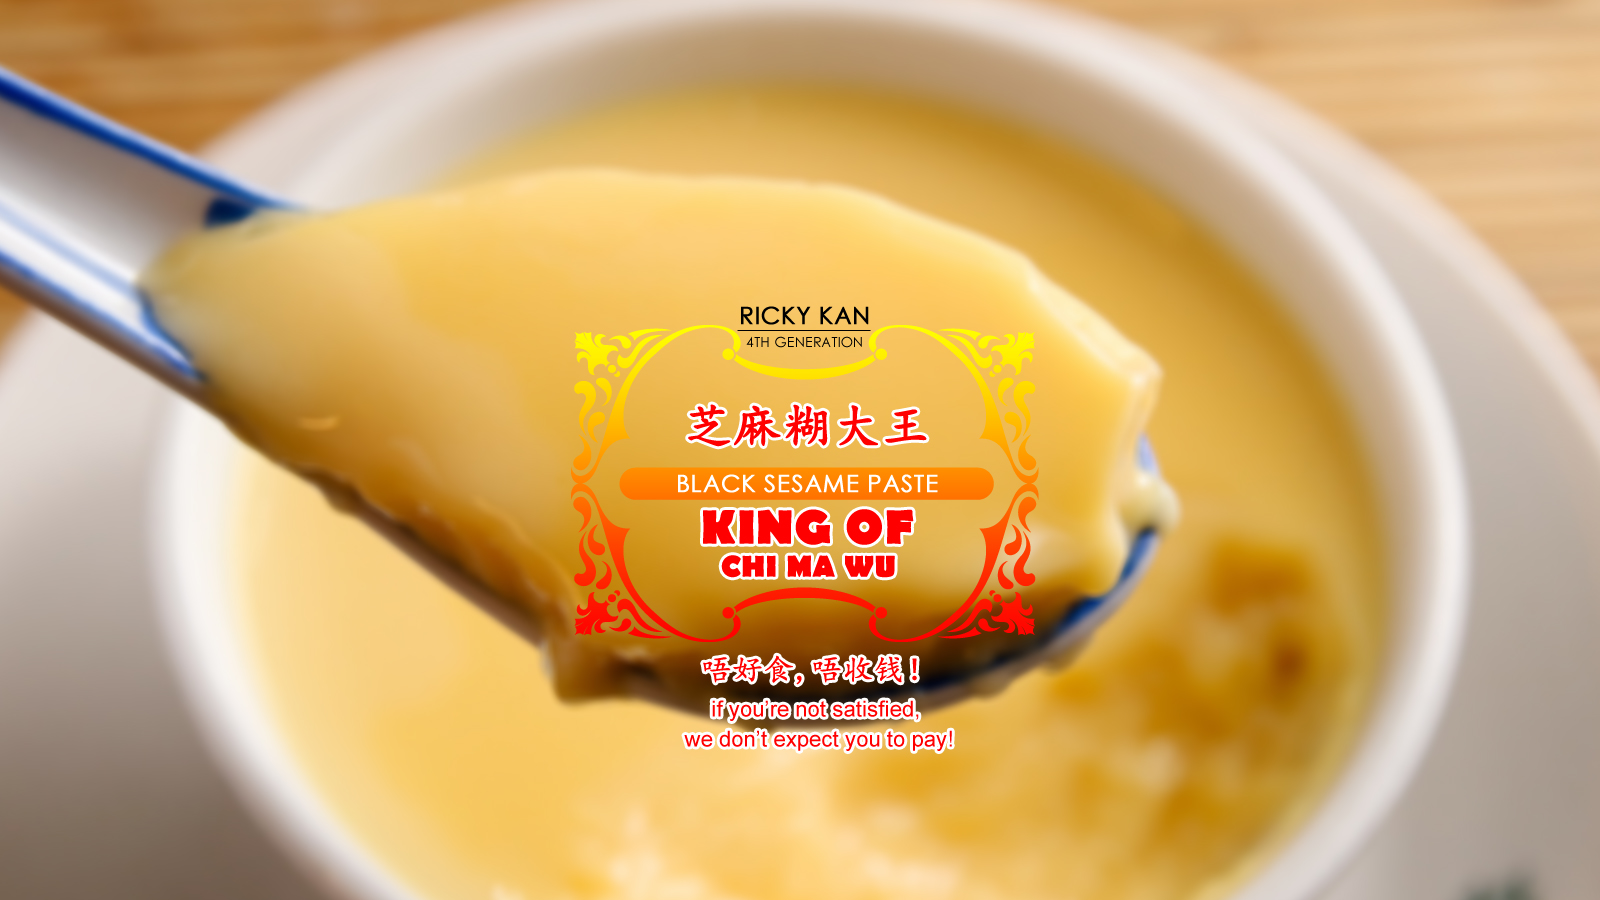 RICKY KAN
4TH GENERATION
芝麻糊大王
BLACK SESAME PASTE
KING OF
CHI MA WU
唔好食，唔收钱！
if you're not satisfied,
we don't expect you to pay!